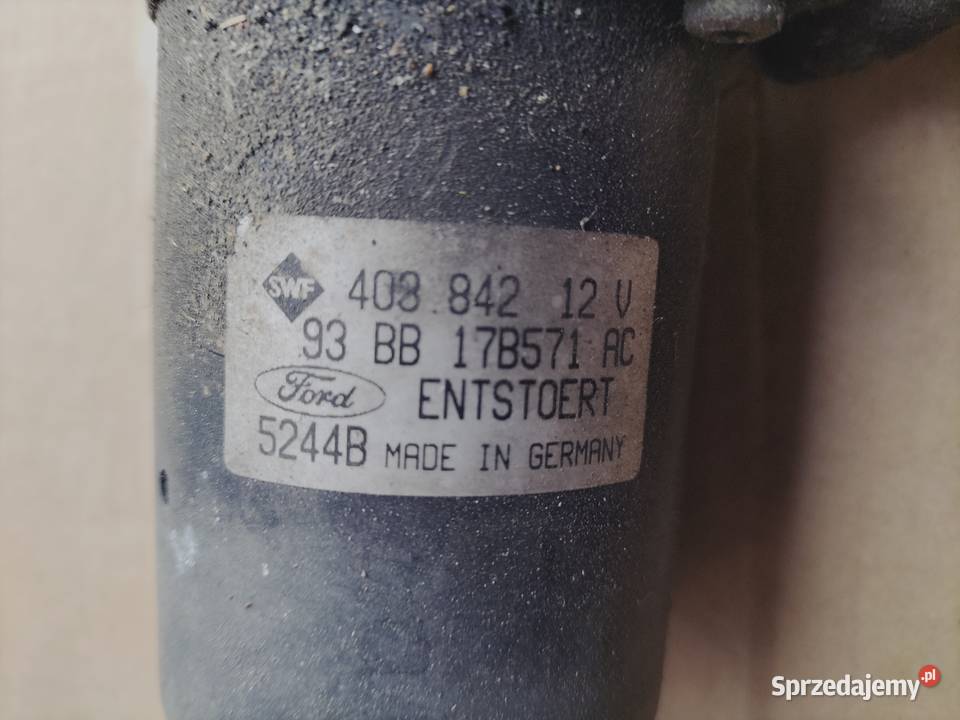 SWF 403 842 12 V
93 BB 17B571 AC
Ford ENTSTOERT
5244B MADE IN GERMANY
Sprzedajemy.pl